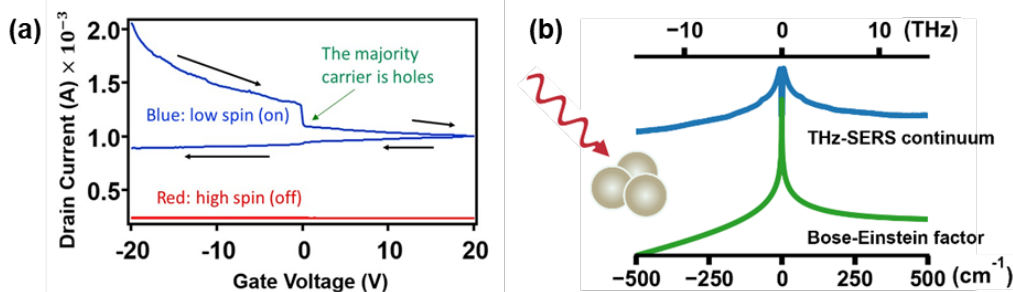 (a)
Drain Current (A) × 10⁻³
2.0
1.5
1.0
0.5
The majority
carrier is holes
Blue: low spin (on)
Red: high spin (off)
-20 -10 0 10 20
Gate Voltage (V)
(b)
−10 0 10 (THz)
THz-SERS continuum
Bose-Einstein factor
−500 −250 0 250 500 (cm⁻¹)